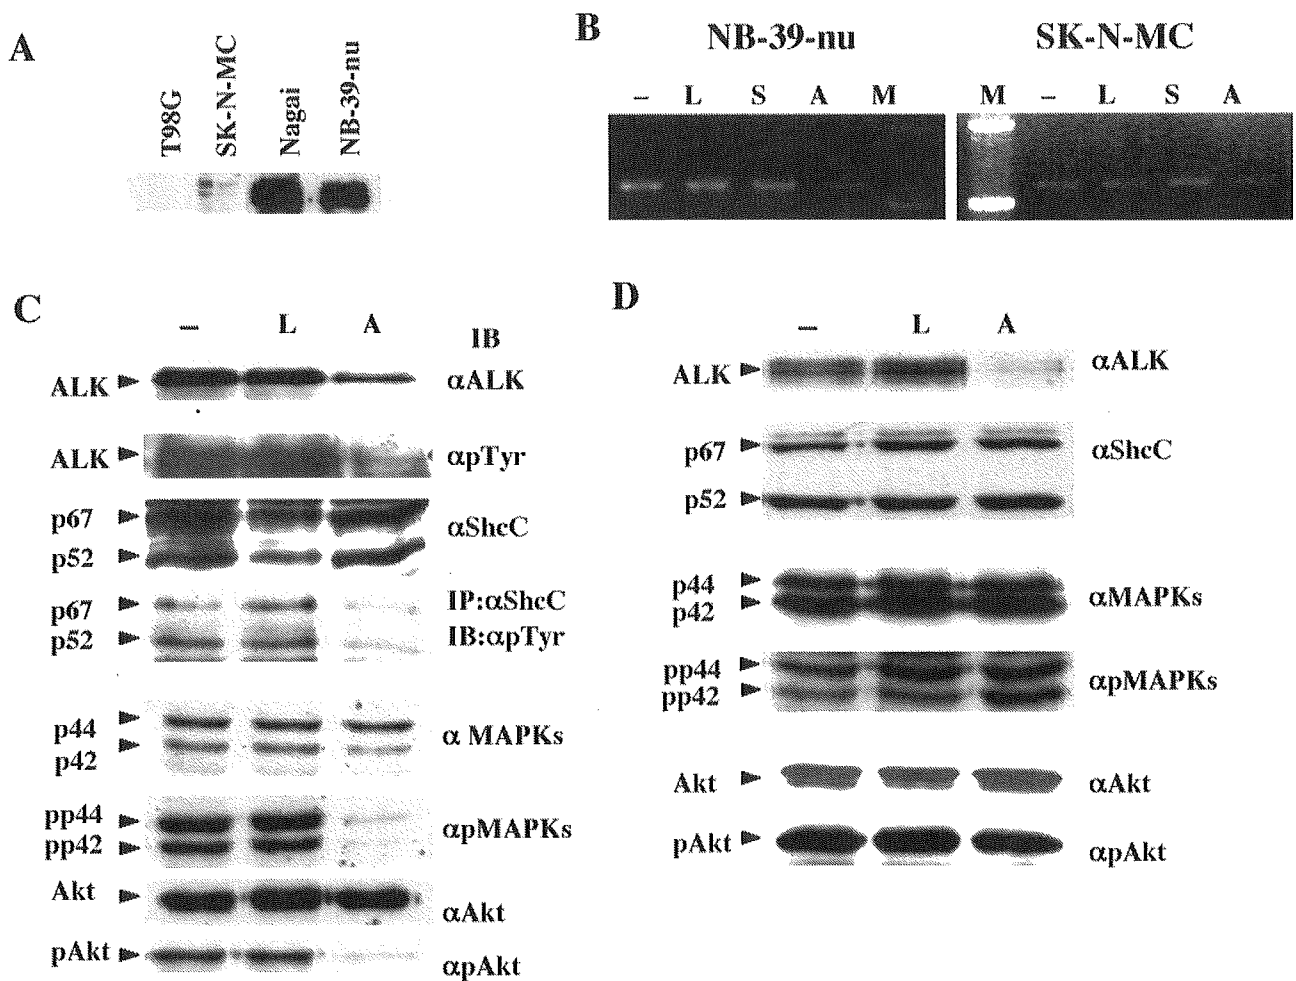 A
T98G
SK-N-MC
Nagai
NB-39-nu
B
NB-39-nu
SK-N-MC
– L S A M
M – L S A
C
– L A
IB
ALK
αALK
ALK
αpTyr
p67
αShcC
p52
p67
IP:αShcC
p52
IB:αpTyr
p44
α MAPKs
p42
pp44
αpMAPKs
pp42
Akt
αAkt
pAkt
αpAkt
D
– L A
ALK
αALK
p67
αShcC
p52
p44
αMAPKs
p42
pp44
αpMAPKs
pp42
Akt
αAkt
pAkt
αpAkt